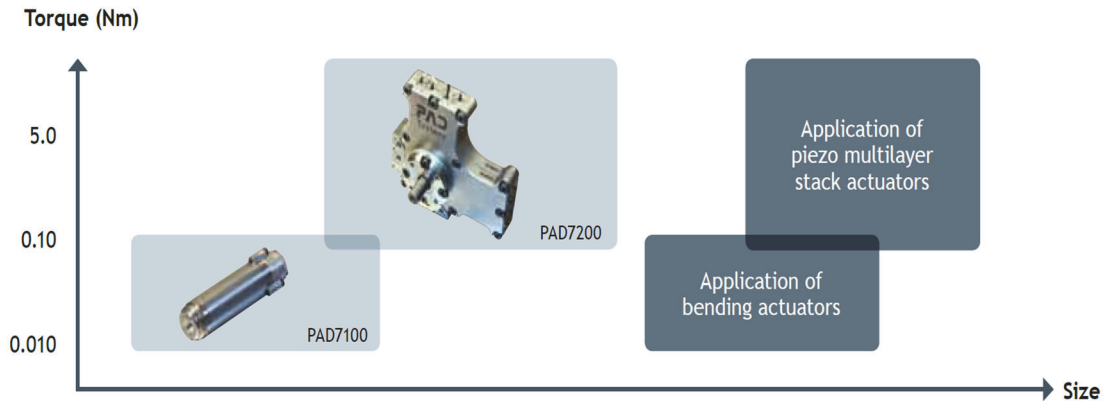 Torque (Nm)
5.0
0.10
0.010
PAD
PAD7200
PAD7100
Application of
piezo multilayer
stack actuators
Application of
bending actuators
Size